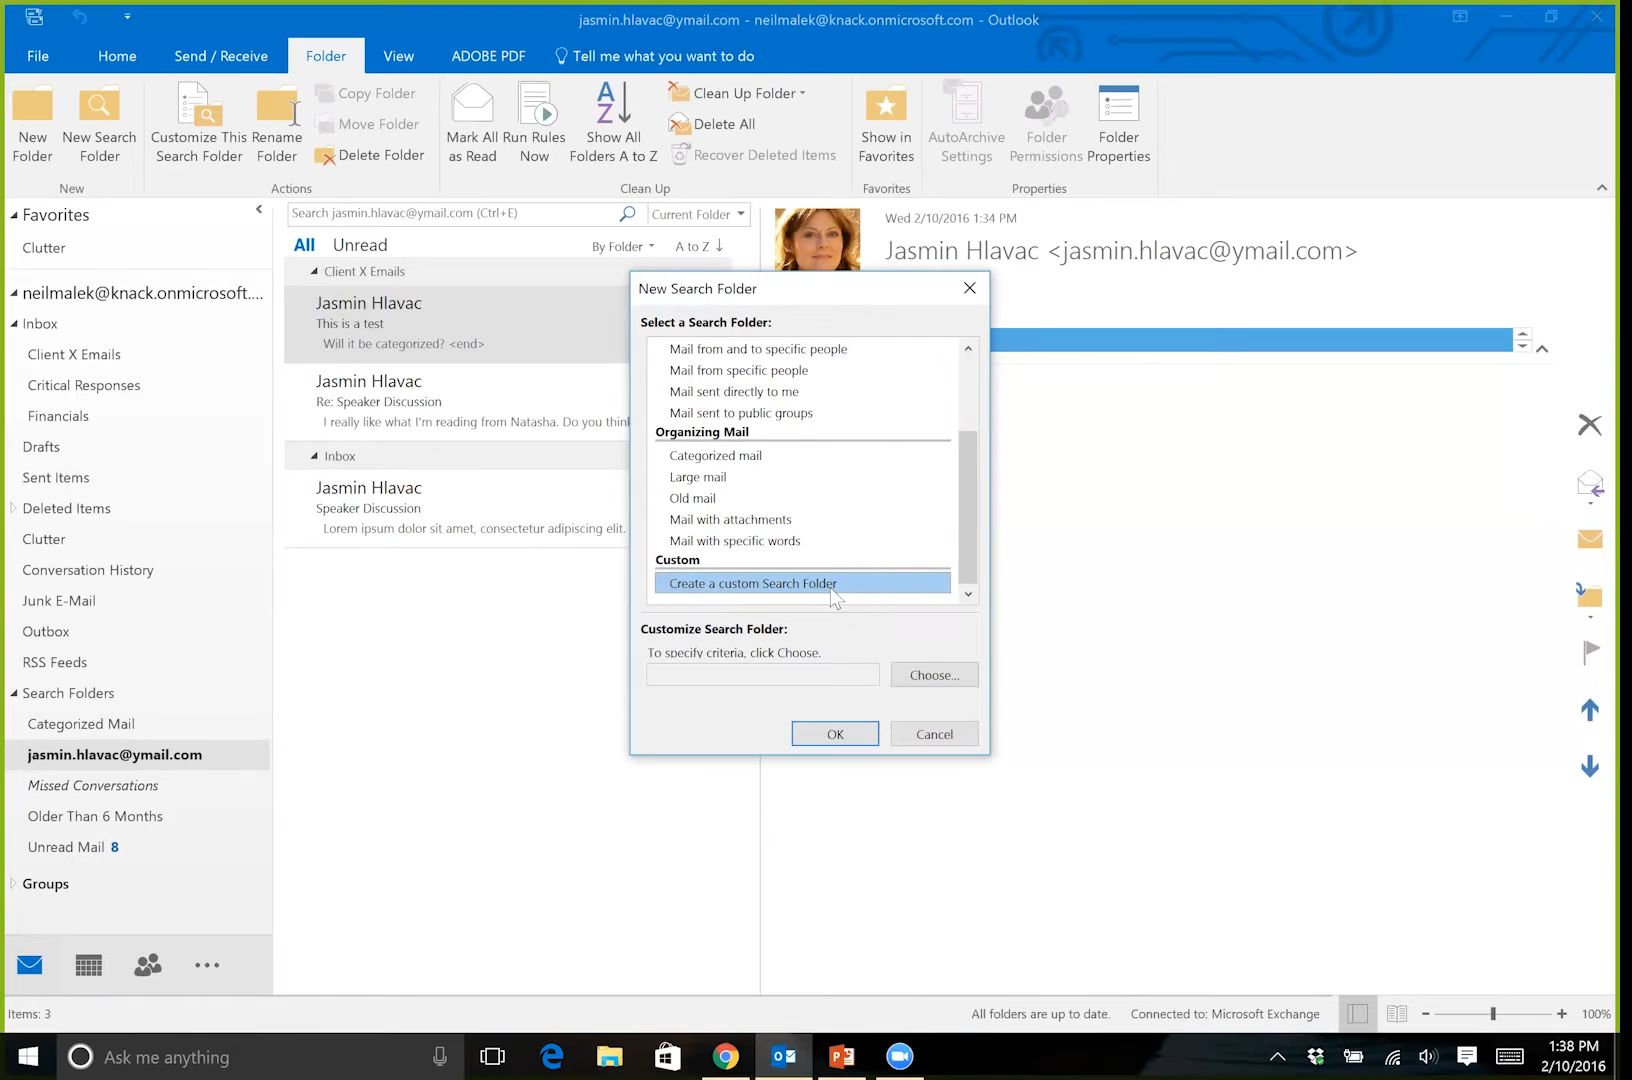 jasmin.hlavac@ymail.com - neilmalek@knack.onmicrosoft.com - Outlook
File Home Send / Receive Folder View ADOBE PDF Tell me what you want to do
New Folder
New Search Folder
Customize This Search Folder
Rename Folder
Copy Folder
Move Folder
Delete Folder
Mark All as Read
Run Rules Now
Show All Folders A to Z
Clean Up Folder
Delete All
Recover Deleted Items
Show in Favorites
AutoArchive Settings
Folder Permissions
Folder Properties
New Actions Clean Up Favorites Properties
Favorites
Clutter
neilmalek@knack.onmicrosoft....
Inbox
Client X Emails
Critical Responses
Financials
Drafts
Sent Items
Deleted Items
Clutter
Conversation History
Junk E-Mail
Outbox
RSS Feeds
Search Folders
Categorized Mail
jasmin.hlavac@ymail.com
Missed Conversations
Older Than 6 Months
Unread Mail 8
Groups
Search jasmin.hlavac@ymail.com (Ctrl+E) Current Folder
All Unread By Folder A to Z
Client X Emails
Jasmin Hlavac
This is a test
Will it be categorized? <end>
Jasmin Hlavac
Re: Speaker Discussion
I really like what I'm reading from Natasha. Do you thin
Inbox
Jasmin Hlavac
Speaker Discussion
Lorem ipsum dolor sit amet, consectetur adipiscing elit.
Wed 2/10/2016 1:34 PM
Jasmin Hlavac <jasmin.hlavac@ymail.com>
New Search Folder
Select a Search Folder:
Mail from and to specific people
Mail from specific people
Mail sent directly to me
Mail sent to public groups
Organizing Mail
Categorized mail
Large mail
Old mail
Mail with attachments
Mail with specific words
Custom
Create a custom Search Folder
Customize Search Folder:
To specify criteria, click Choose.
Choose...
OK Cancel
Items: 3 All folders are up to date. Connected to: Microsoft Exchange 100%
Ask me anything
1:38 PM
2/10/2016